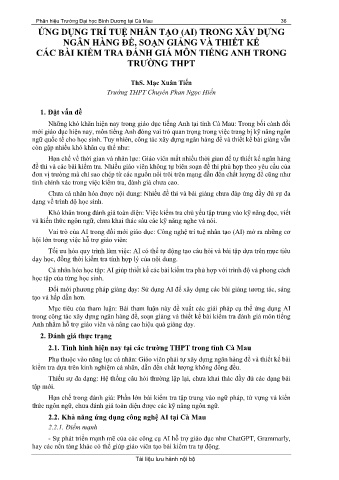 Phân hiệu Trường Đại học Bình Dương tại Cà Mau 36
ỨNG DỤNG TRÍ TUỆ NHÂN TẠO (AI) TRONG XÂY DỰNG
NGÂN HÀNG ĐỀ, SOẠN GIẢNG VÀ THIẾT KẾ
CÁC BÀI KIỂM TRA ĐÁNH GIÁ MÔN TIẾNG ANH TRONG
TRƯỜNG THPT
ThS. Mạc Xuân Tiến
Trường THPT Chuyên Phan Ngọc Hiển
1. Đặt vấn đề
Những khó khăn hiện nay trong giáo dục tiếng Anh tại tỉnh Cà Mau: Trong bối cảnh đổi
mới giáo dục hiện nay, môn tiếng Anh đóng vai trò quan trọng trong việc trang bị kỹ năng ngôn
ngữ quốc tế cho học sinh. Tuy nhiên, công tác xây dựng ngân hàng đề và thiết kế bài giảng vẫn
còn gặp nhiều khó khăn cụ thể như:
Hạn chế về thời gian và nhân lực: Giáo viên mất nhiều thời gian để tự thiết kế ngân hàng
đề thi và các bài kiểm tra. Nhiều giáo viên không tự biên soạn đề thi phù hợp theo yêu cầu của
đơn vị trường mà chỉ sao chép từ các nguồn nôi trôi trên mạng dẫn đến chất lượng đề cũng như
tính chính xác trong việc kiểm tra, đánh giá chưa cao.
Chưa cá nhân hóa được nội dung: Nhiều đề thi và bài giảng chưa đáp ứng đầy đủ sự đa
dạng về trình độ học sinh.
Khó khăn trong đánh giá toàn diện: Việc kiểm tra chủ yếu tập trung vào kỹ năng đọc, viết
và kiến thức ngôn ngữ, chưa khai thác sâu các kỹ năng nghe và nói.
Vai trò của AI trong đổi mới giáo dục: Công nghệ trí tuệ nhân tạo (AI) mở ra những cơ
hội lớn trong việc hỗ trợ giáo viên:
Tối ưu hóa quy trình làm việc: AI có thể tự động tạo câu hỏi và bài tập dựa trên mục tiêu
dạy học, đồng thời kiểm tra tính hợp lý của nội dung.
Cá nhân hóa học tập: AI giúp thiết kế các bài kiểm tra phù hợp với trình độ và phong cách
học tập của từng học sinh.
Đổi mới phương pháp giảng dạy: Sử dụng AI để xây dựng các bài giảng tương tác, sáng
tạo và hấp dẫn hơn.
Mục tiêu của tham luận: Bài tham luận này đề xuất các giải pháp cụ thể ứng dụng AI
trong công tác xây dựng ngân hàng đề, soạn giảng và thiết kế bài kiểm tra đánh giá môn tiếng
Anh nhằm hỗ trợ giáo viên và nâng cao hiệu quả giảng dạy.
2. Đánh giá thực trạng
2.1. Tình hình hiện nay tại các trường THPT trong tỉnh Cà Mau
Phụ thuộc vào năng lực cá nhân: Giáo viên phải tự xây dựng ngân hàng đề và thiết kế bài
kiểm tra dựa trên kinh nghiệm cá nhân, dẫn đến chất lượng không đồng đều.
Thiếu sự đa dạng: Hệ thống câu hỏi thường lặp lại, chưa khai thác đầy đủ các dạng bài
tập mới.
Hạn chế trong đánh giá: Phần lớn bài kiểm tra tập trung vào ngữ pháp, từ vựng và kiến
thức ngôn ngữ, chưa đánh giá toàn diện được các kỹ năng ngôn ngữ.
2.2. Khả năng ứng dụng công nghệ AI tại Cà Mau
2.2.1. Điểm mạnh
- Sự phát triển mạnh mẽ của các công cụ AI hỗ trợ giáo dục như ChatGPT, Grammarly,
hay các nền tảng khác có thể giúp giáo viên tạo bài kiểm tra tự động.
Tài liệu lưu hành nội bộ